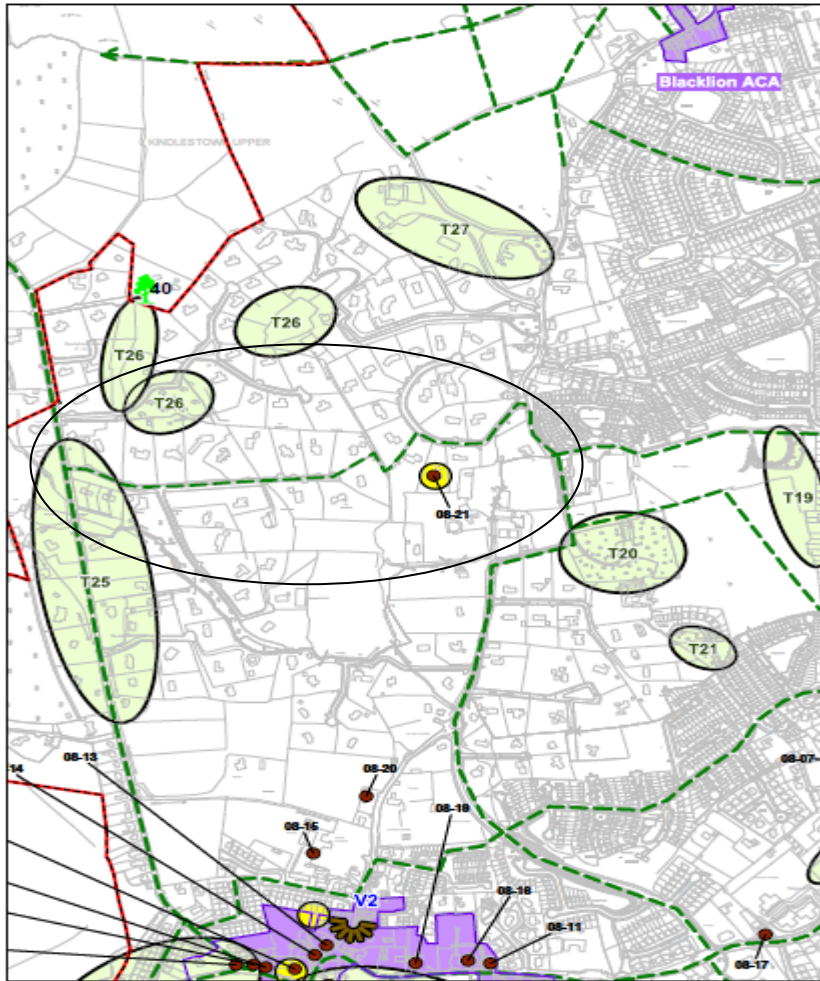 Blacklion ACA
KINDLESTOWN UPPER
T27
40
T26
T26
T26
T19
08-21
T20
T25
T21
08-13
08-07-
-14
08-20
08-19
08-15
08-18
V2
08-11
08-17